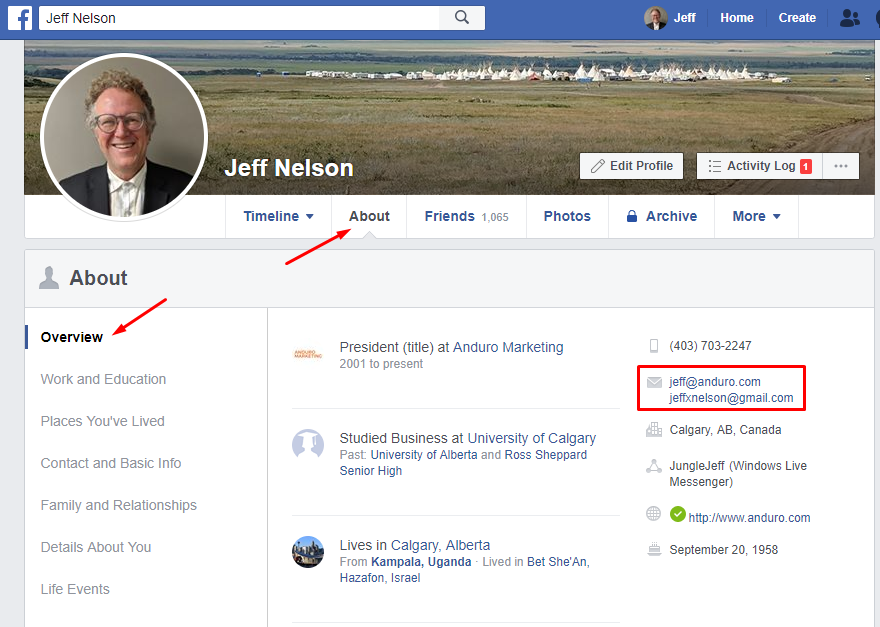 Jeff Nelson
Jeff
Home
Create
Jeff Nelson
Edit Profile
Activity Log 1
Timeline
About
Friends 1,065
Photos
Archive
More
About
Overview
Work and Education
Places You've Lived
Contact and Basic Info
Family and Relationships
Details About You
Life Events
ANDURO
MARKETING
President (title) at Anduro Marketing
2001 to present
Studied Business at University of Calgary
Past: University of Alberta and Ross Sheppard
Senior High
Lives in Calgary, Alberta
From Kampala, Uganda · Lived in Bet She'An,
Hazafon, Israel
(403) 703-2247
jeff@anduro.com
jeffxnelson@gmail.com
Calgary, AB, Canada
JungleJeff (Windows Live
Messenger)
http://www.anduro.com
September 20, 1958